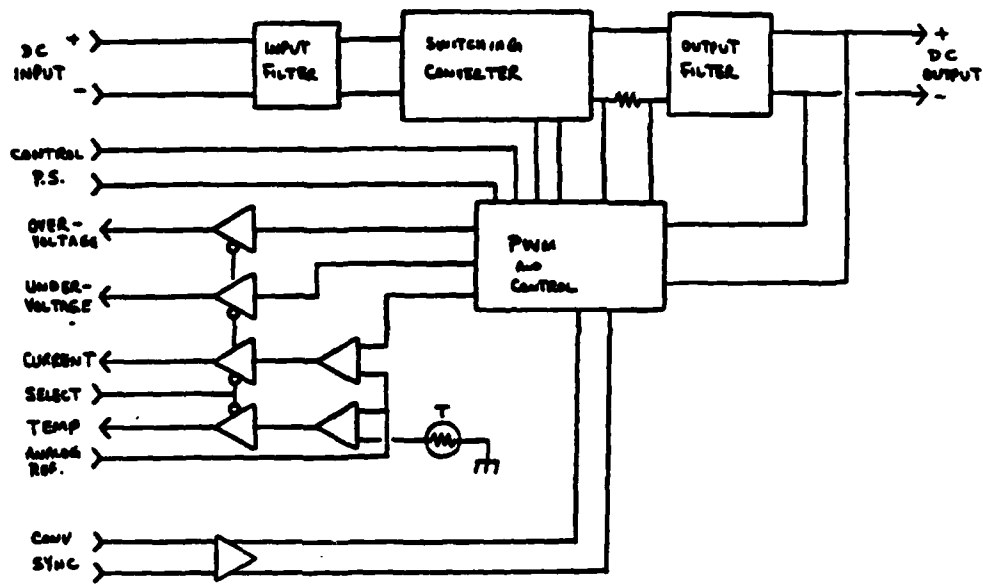 DC
INPUT
+
-
INPUT
FILTER
SWITCHING
CONVERTER
OUTPUT
FILTER
+
DC
OUTPUT
-
CONTROL
P.S.
OVER-
VOLTAGE
UNDER-
VOLTAGE
CURRENT
SELECT
TEMP
ANALOG
REF.
PWM
AND
CONTROL
T
CONV
SYNC